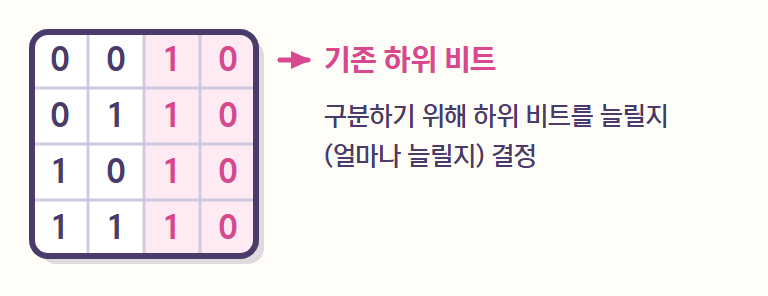 0 0 1 0
기존 하위 비트
0 1 1 0
구분하기 위해 하위 비트를 늘릴지
(얼마나 늘릴지) 결정
1 0 1 0
1 1 1 0